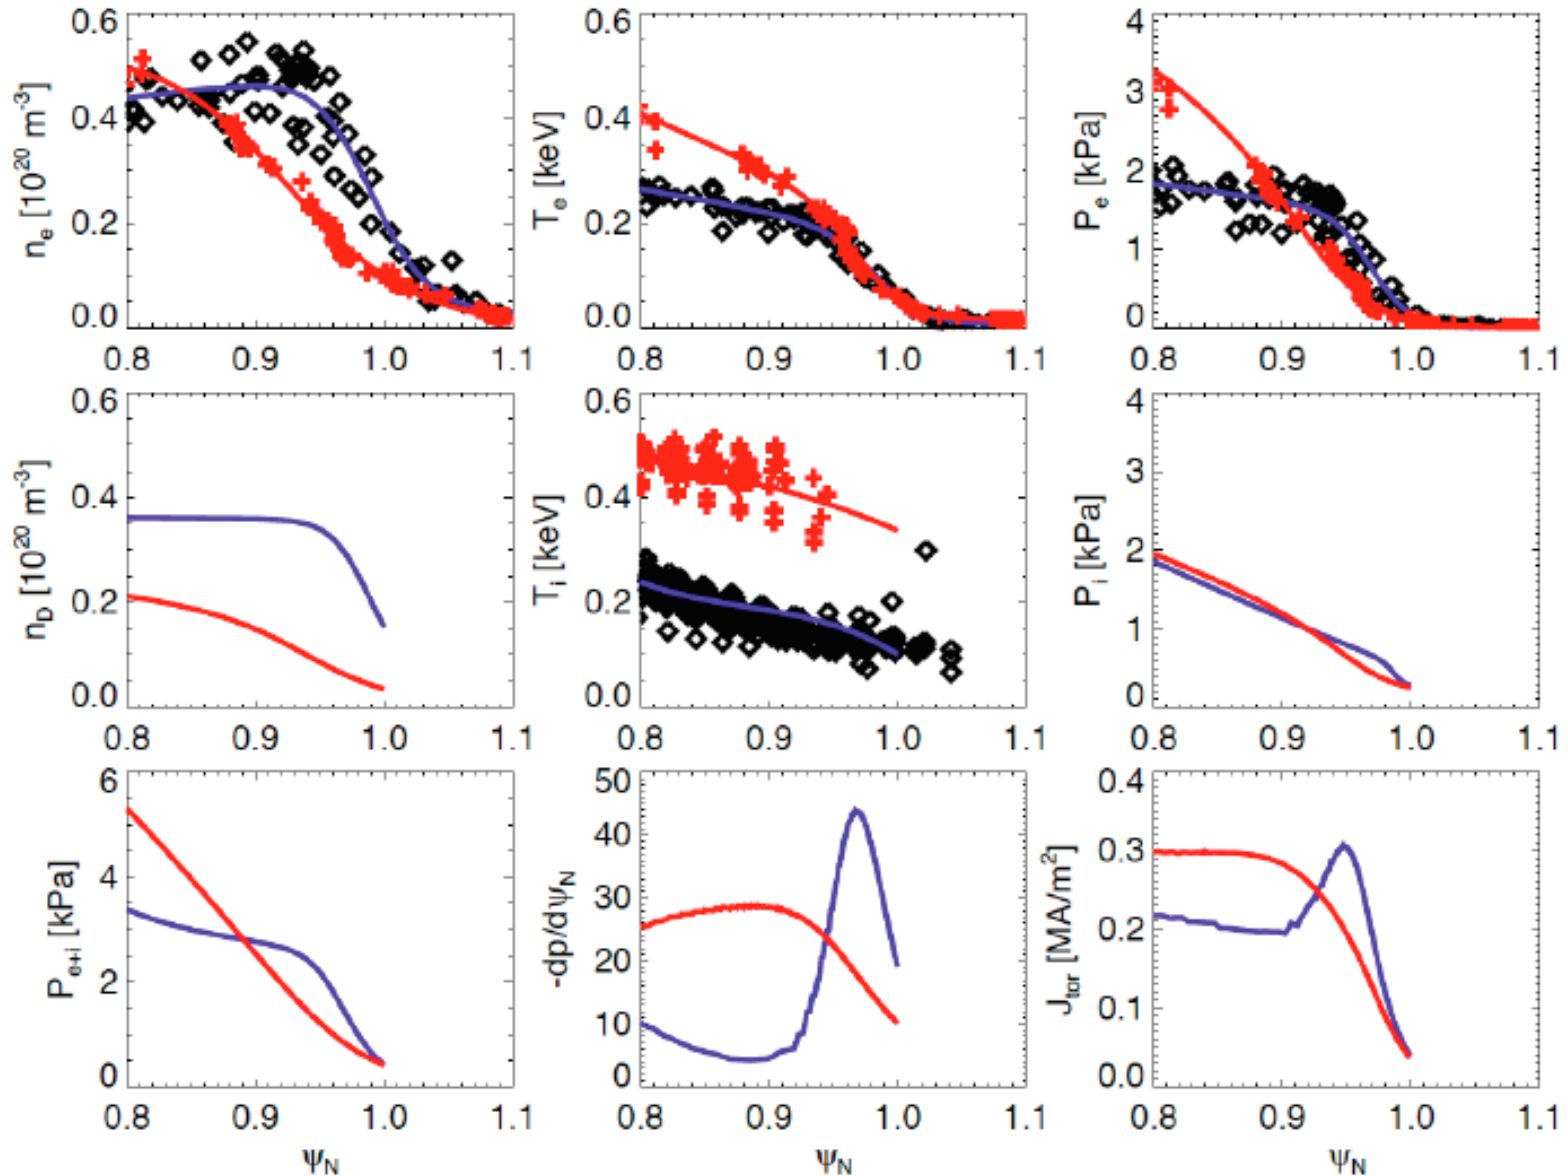 0.6 0.6 4
n_e [10^20 m^-3] T_e [keV] P_e [kPa]
0.4 0.4 3
2
0.2 0.2 1
0.0 0.0 0
0.8 0.9 1.0 1.1 0.8 0.9 1.0 1.1 0.8 0.9 1.0 1.1
0.6 0.6 4
n_D [10^20 m^-3] T_i [keV] P_i [kPa]
0.4 0.4 3
2
0.2 0.2 1
0.0 0.0 0
0.8 0.9 1.0 1.1 0.8 0.9 1.0 1.1 0.8 0.9 1.0 1.1
6 50 0.4
P_e+i [kPa] -dp/dψ_N J_tor [MA/m^2]
4 40 0.3
30
2 20 0.2
10 0.1
0 0 0.0
0.8 0.9 1.0 1.1 0.8 0.9 1.0 1.1 0.8 0.9 1.0 1.1
ψ_N ψ_N ψ_N